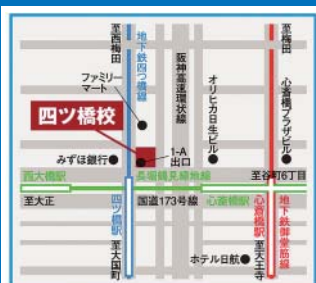 至西梅田
地下鉄四つ橋線
阪神高速環状線
至梅田
ファミリー
マート
オリヒカ日生ビル
心斎橋プラザビル
四ツ橋校
1-A
出口
みずほ銀行
西大橋駅
長堀鶴見緑地線
至谷町6丁目
至大正
四ツ橋駅
国道173号線
心斎橋駅
心斎橋駅
地下鉄御堂筋線
至大国町
ホテル日航
至天王寺